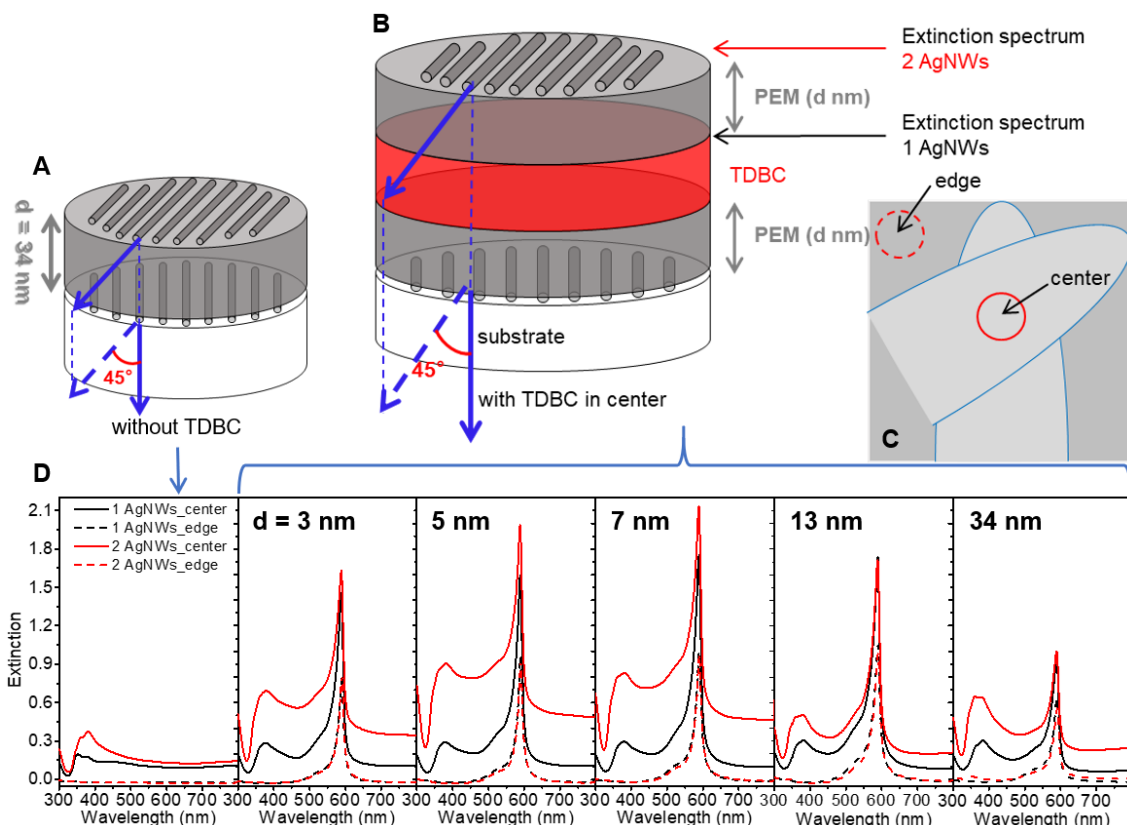 A
B
Extinction spectrum
2 AgNWs
PEM (d nm)
Extinction spectrum
1 AgNWs
TDBC
edge
PEM (d nm)
center
d = 34 nm
substrate
45°
45°
with TDBC in center
without TDBC
C
D
1 AgNWs_center
1 AgNWs_edge
2 AgNWs_center
2 AgNWs_edge
d = 3 nm
5 nm
7 nm
13 nm
34 nm
Extinction
2.1
1.8
1.5
1.2
0.9
0.6
0.3
0.0
300 400 500 600 700 300 400 500 600 700 300 400 500 600 700 300 400 500 600 700 300 400 500 600 700 300 400 500 600 700
Wavelength (nm) Wavelength (nm) Wavelength (nm) Wavelength (nm) Wavelength (nm) Wavelength (nm)